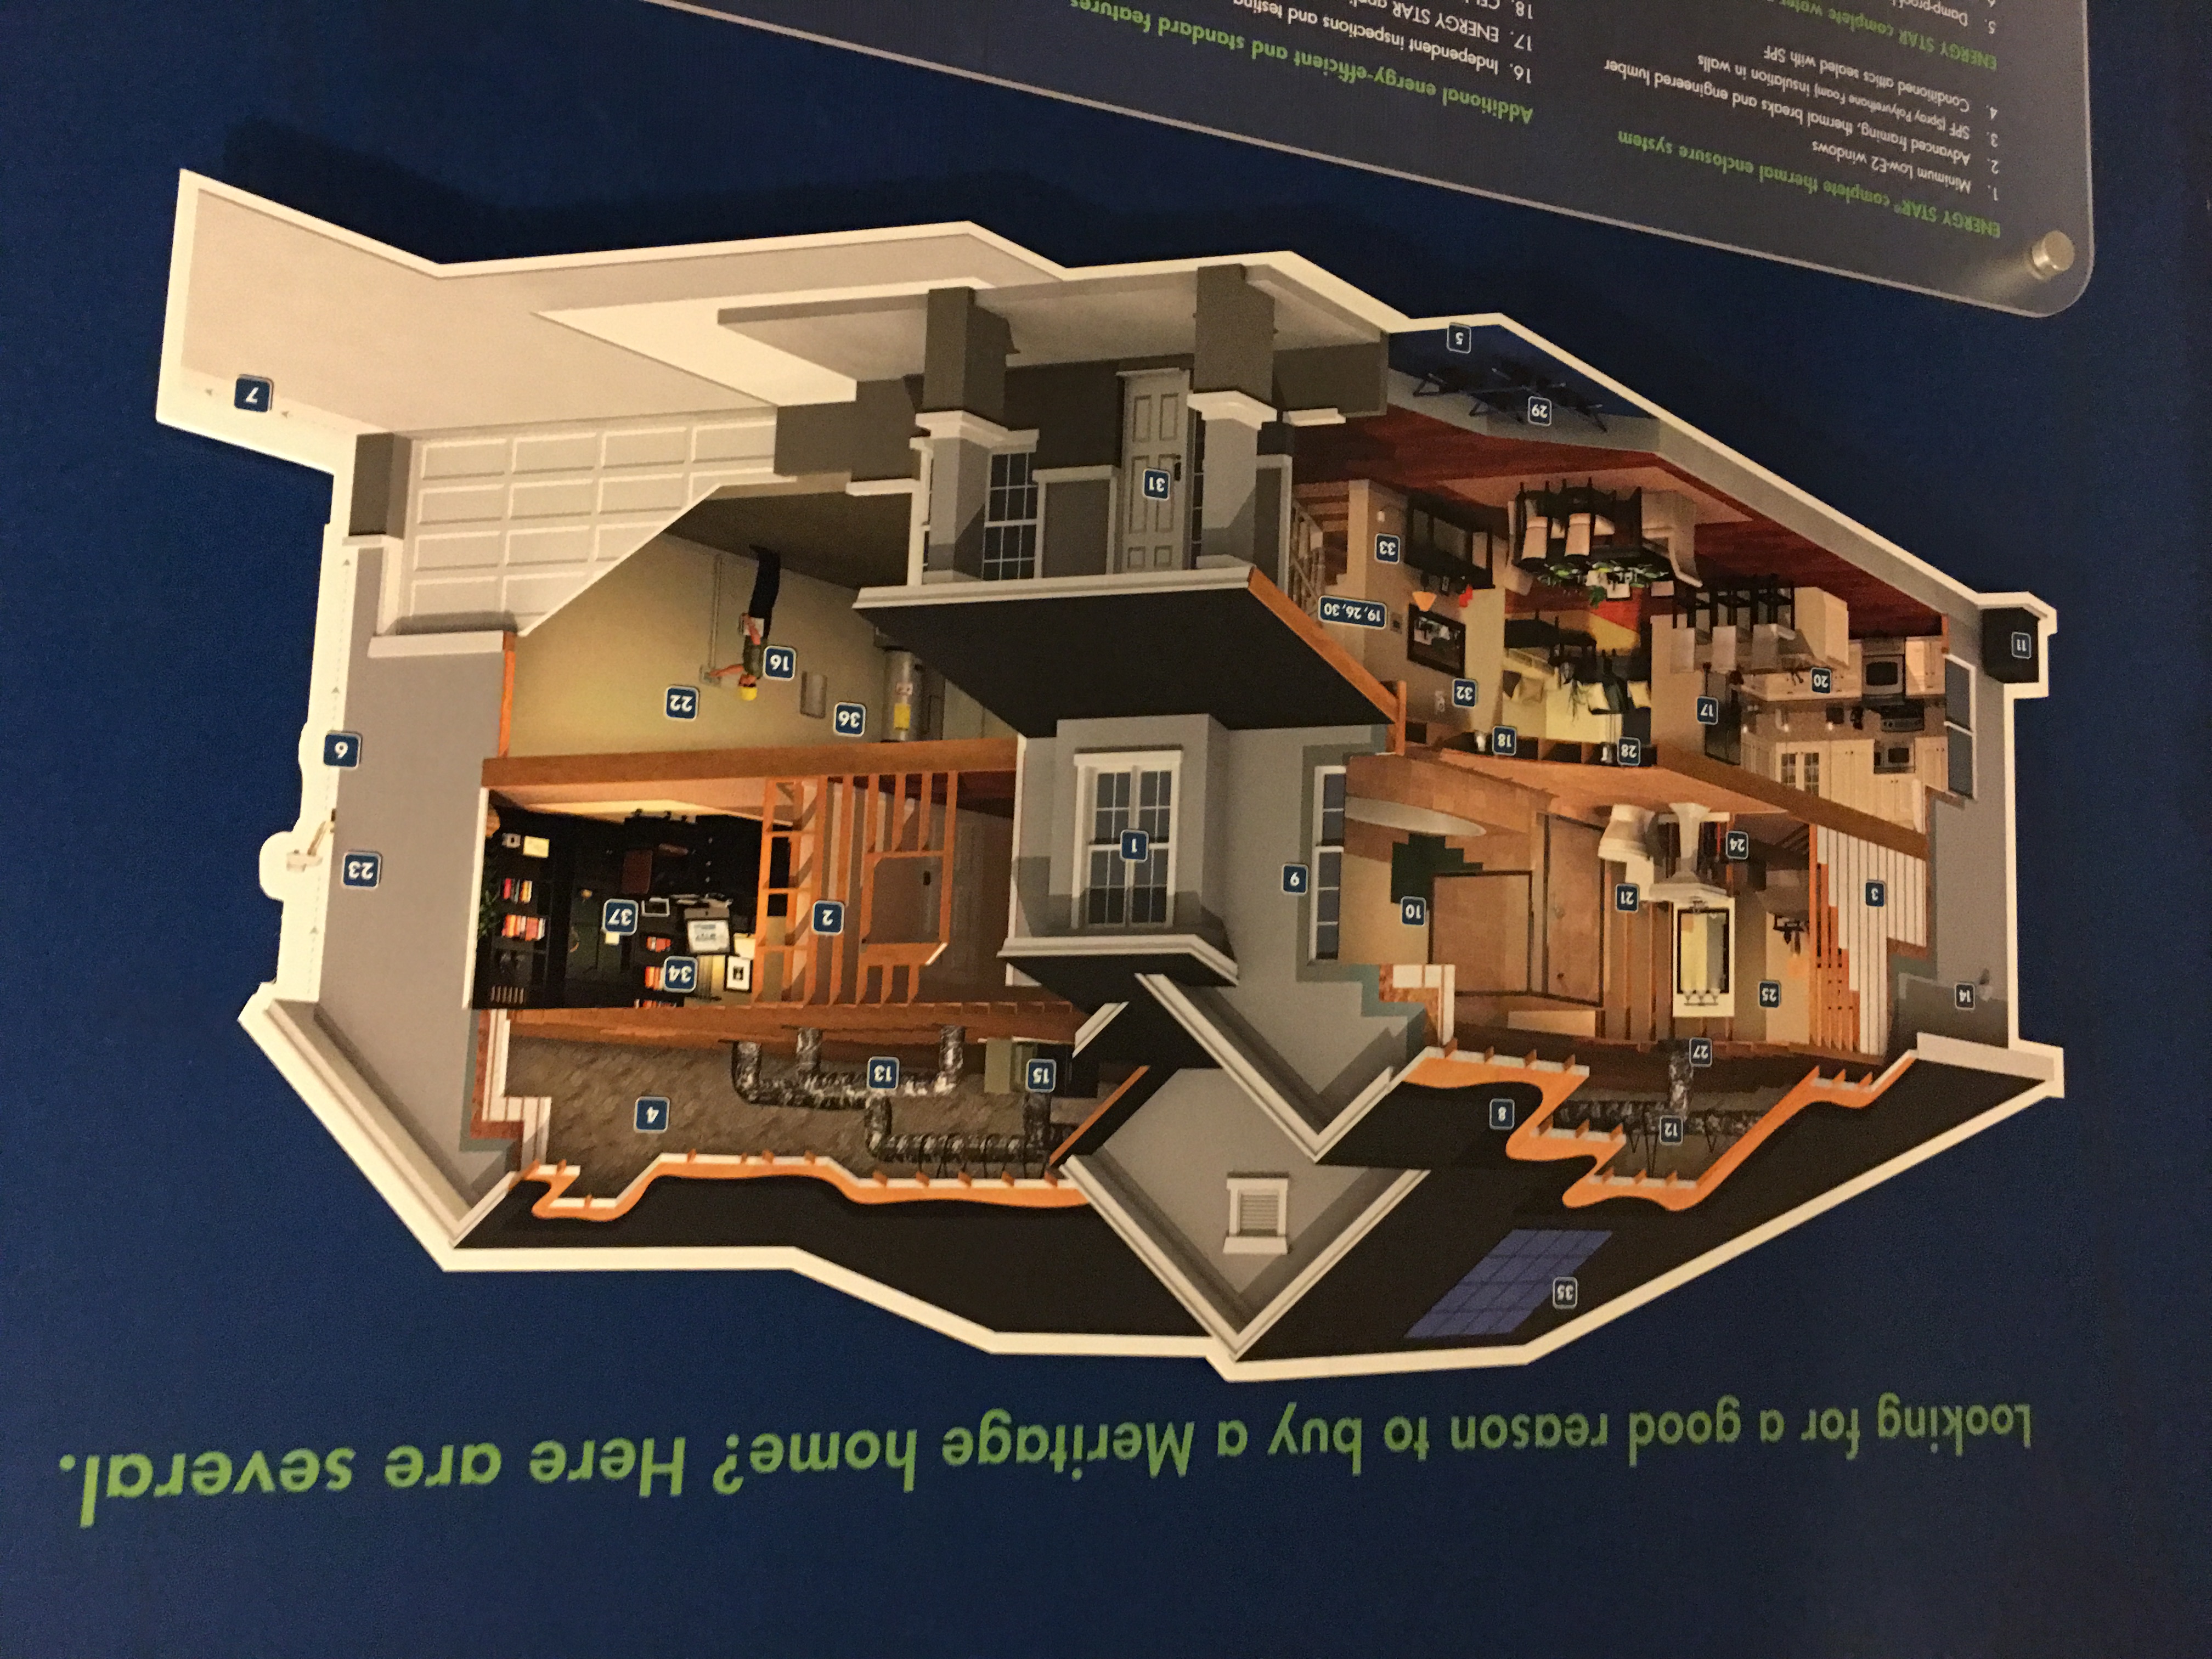 Looking for a good reason to buy a Meritage home? Here are several.
35
12
8
4
15
13
27
14
25
34
3
21
10
2
37
9
1
23
24
28
18
6
17
36
22
20
32
16
11
19, 26, 30
33
31
29
7
5
ENERGY STAR® complete thermal enclosure system
1. Minimum Low-E2 windows
2. Advanced framing, thermal breaks and engineered lumber
3. SPF (Spray Polyurethane Foam) insulation in walls
4. Conditioned attics sealed with SPF
ENERGY STAR complete water
5. Damp-proof
Additional energy-efficient and standard features
16. Independent inspections and testing
17. ENERGY STAR
18.